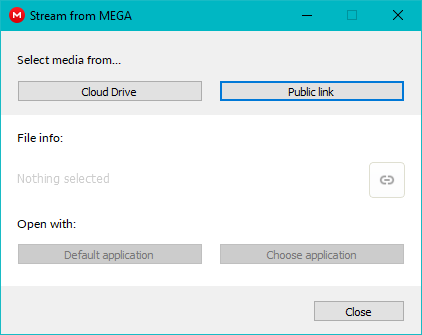 Stream from MEGA
Select media from...
Cloud Drive
Public link
File info:
Nothing selected
Open with:
Default application
Choose application
Close